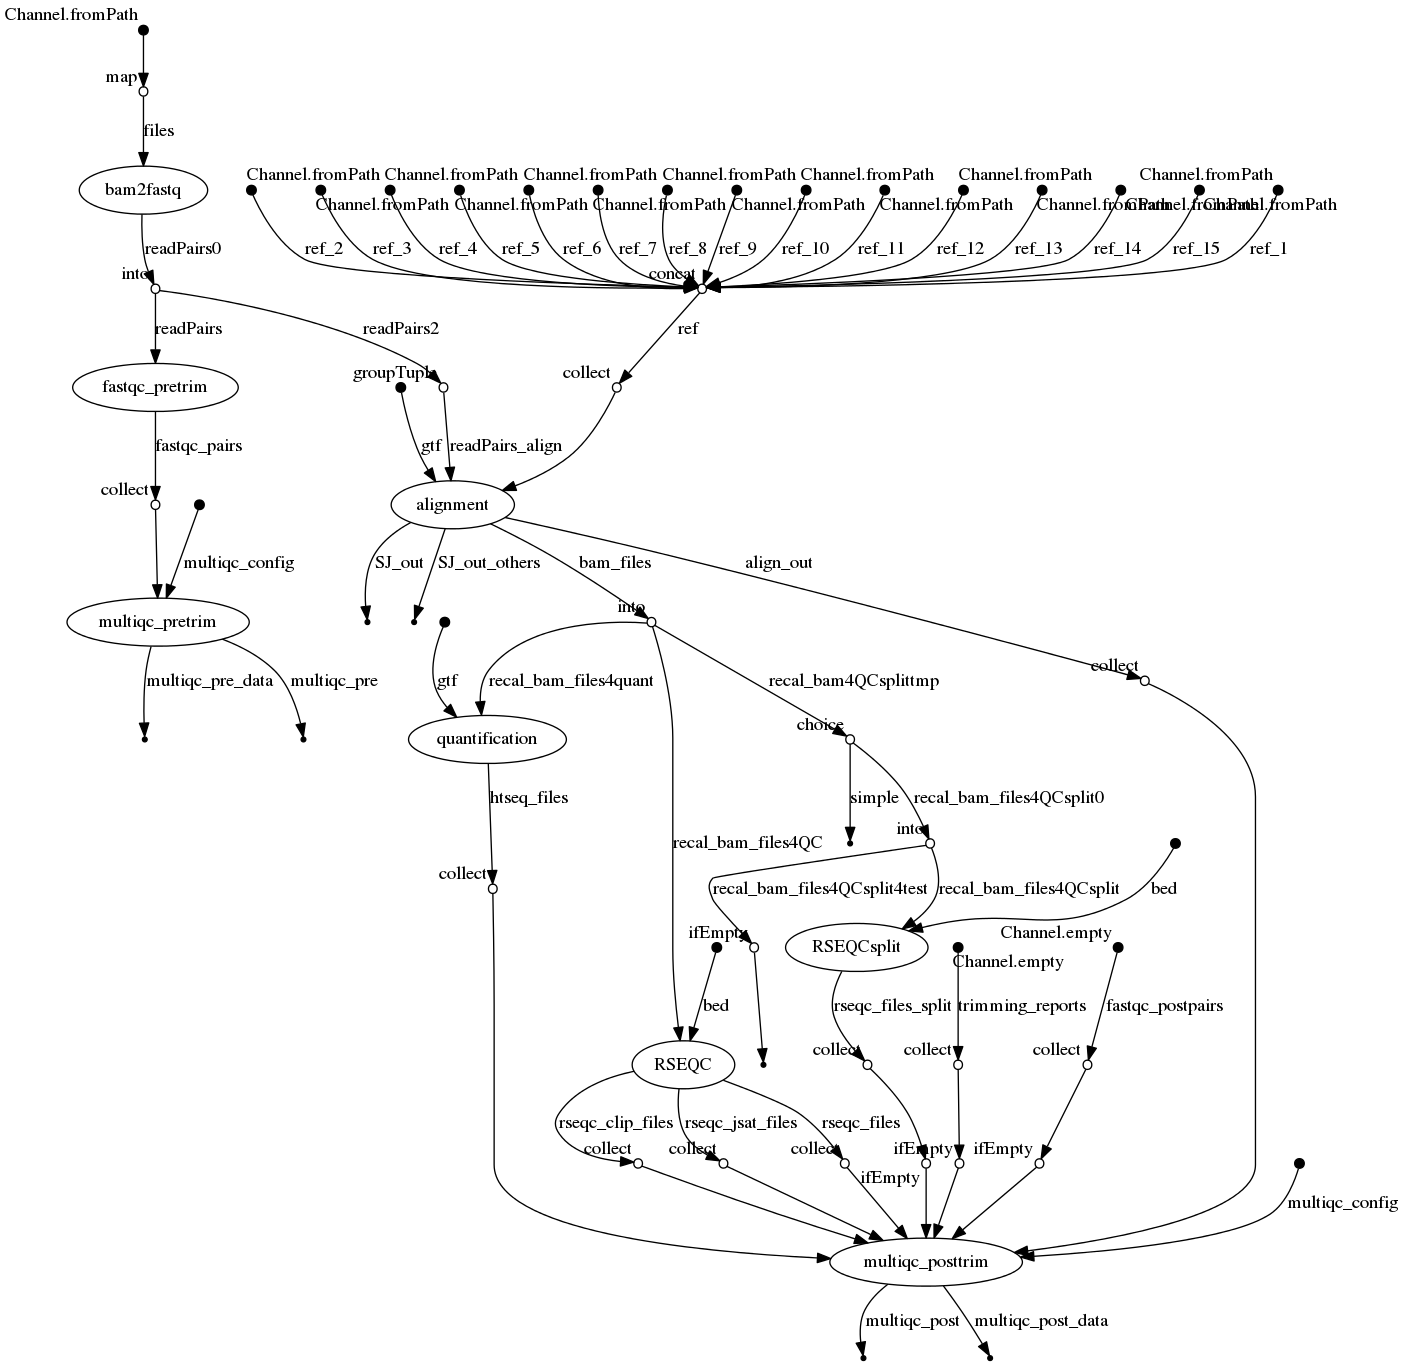 Channel.fromPath
map
files
bam2fastq
Channel.fromPath Channel.fromPath Channel.fromPath Channel.fromPath Channel.fromPath Channel.fromPath Channel.fromPath
Channel.fromPath Channel.fromPath Channel.fromPath Channel.fromPath Channel.fromPath Channel.fromPath Channel.fromPath Channel.fromPath
readPairs0 ref_2 ref_3 ref_4 ref_5 ref_6 ref_7 ref_8 ref_9 ref_10 ref_11 ref_12 ref_13 ref_14 ref_15 ref_1
into concat
readPairs readPairs2 ref
groupTuple collect
fastqc_pretrim
fastqc_pairs gtf readPairs_align
collect
alignment
multiqc_config SJ_out SJ_out_others bam_files align_out
into
multiqc_pretrim
collect
multiqc_pre_data multiqc_pre gtf recal_bam_files4quant recal_bam4QCsplittmp
choice
quantification
htseq_files simple recal_bam_files4QCsplit0
into
recal_bam_files4QC
collect
recal_bam_files4QCsplit4test recal_bam_files4QCsplit bed
ifEmpty Channel.empty
RSEQCsplit
Channel.empty
bed rseqc_files_split trimming_reports fastqc_postpairs
collect collect collect
RSEQC
rseqc_clip_files rseqc_jsat_files rseqc_files
collect collect collect ifEmpty ifEmpty
ifEmpty
multiqc_config
multiqc_posttrim
multiqc_post multiqc_post_data